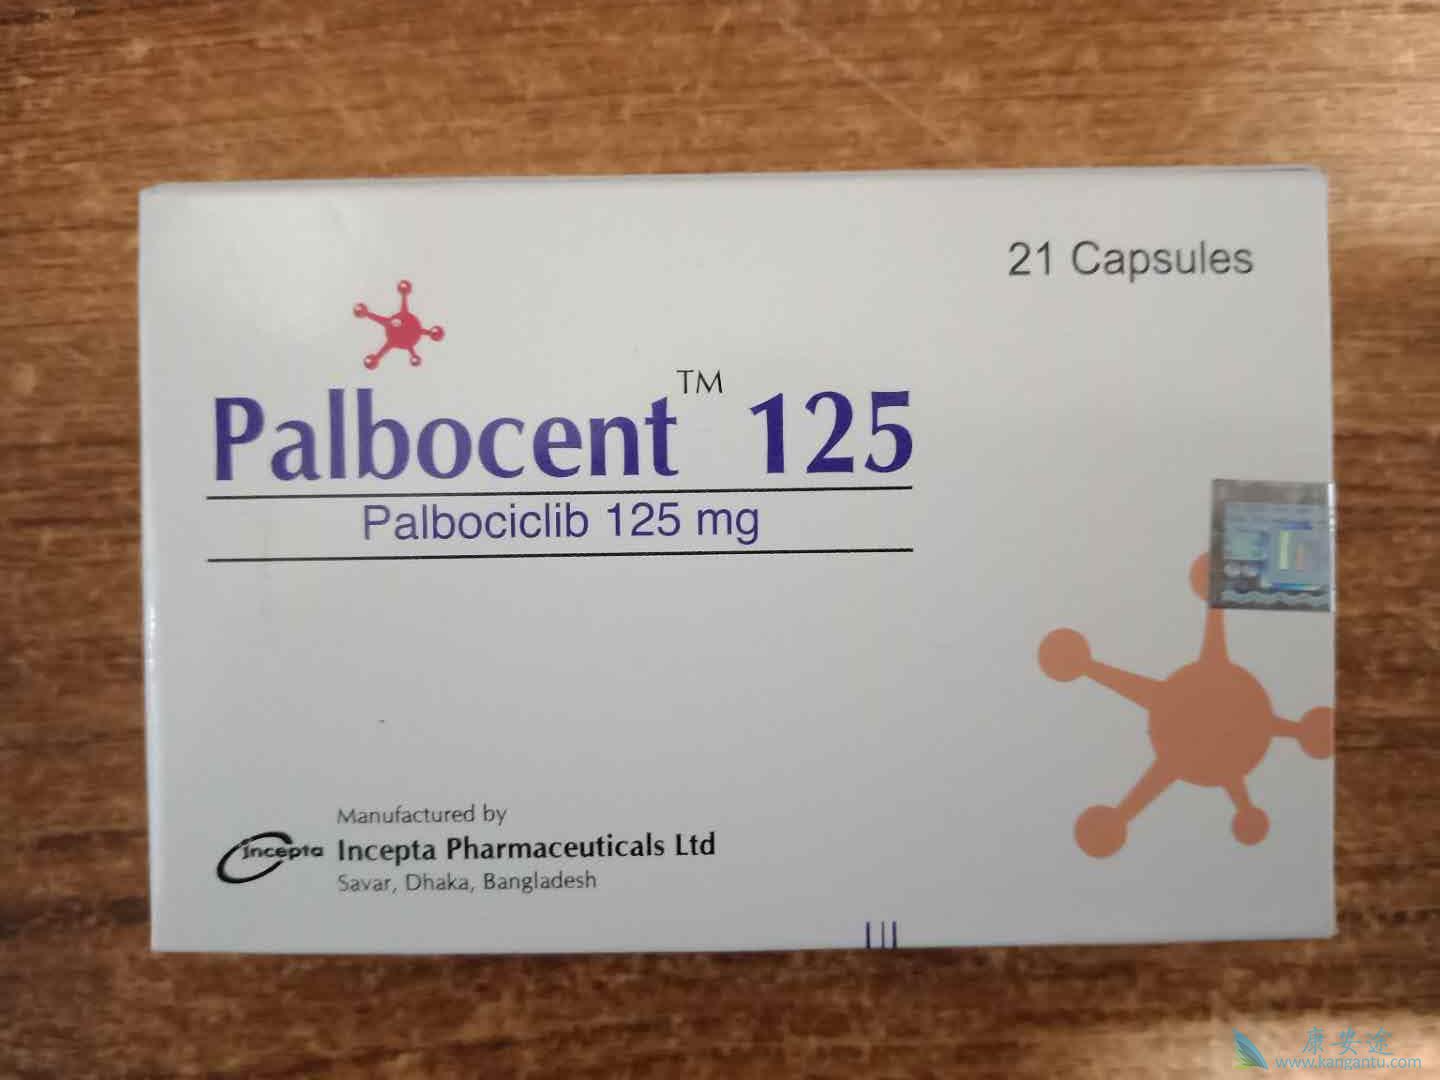 21 Capsules
Palbocent™ 125
Palbociclib 125 mg
Manufactured by
incepta
Incepta Pharmaceuticals Ltd
Savar, Dhaka, Bangladesh
康安途
www.kangantu.com